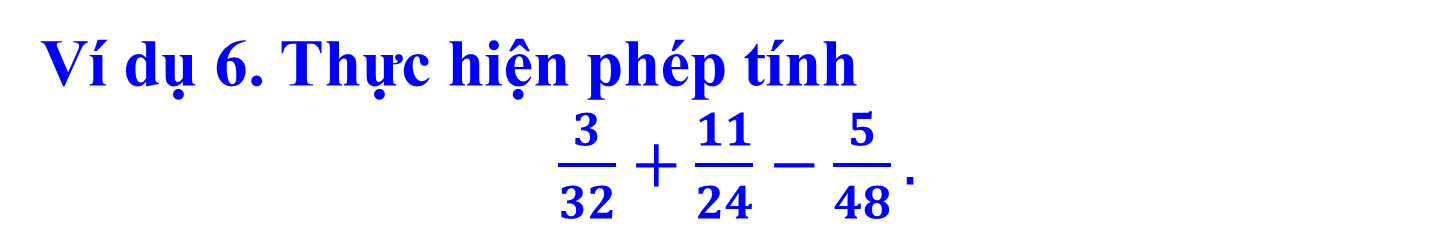 Ví dụ 6. Thực hiện phép tính
3/32 + 11/24 − 5/48 .